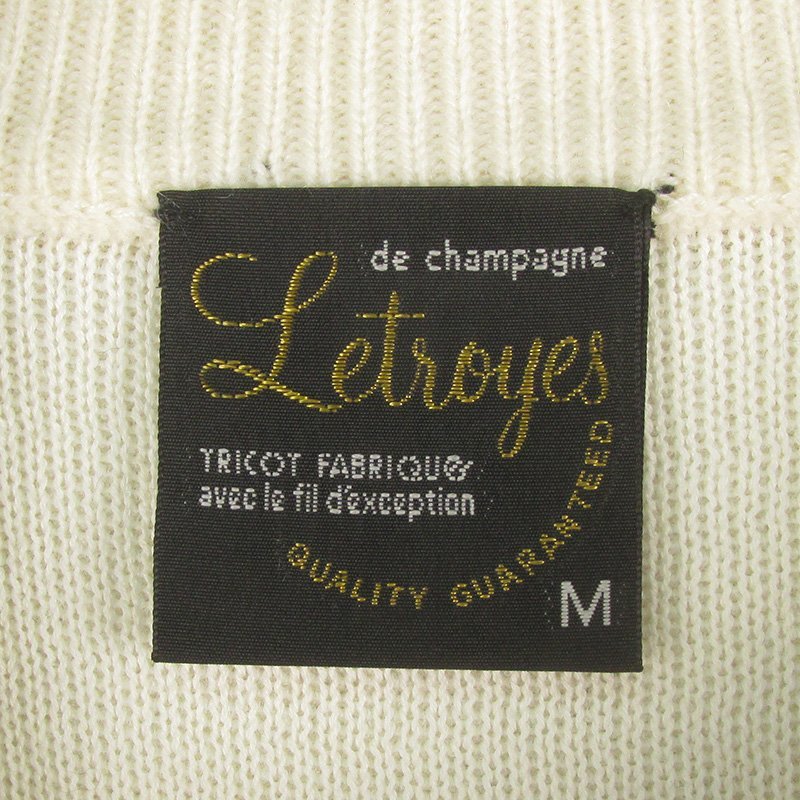 de champagne
Letroyes
TRICOT FABRIQUé
avec le fil d'exception
QUALITY GUARANTEED
M